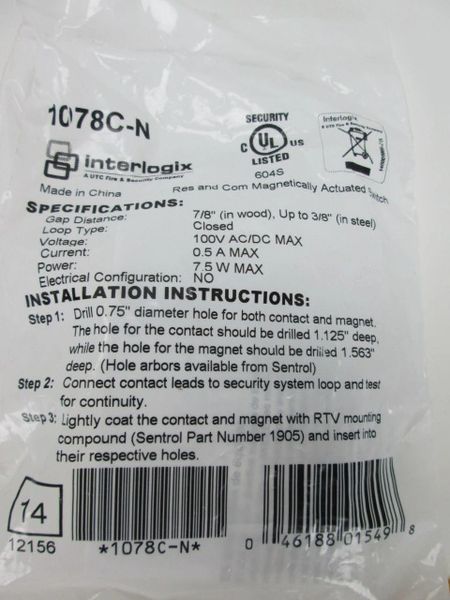 1078C-N
interlogix
A UTC Fire & Security Company
SECURITY
C UL US
LISTED
604S
Interlogix
A UTC Fire & Security Company
Made in China
Res and Com Magnetically Actuated Switch
SPECIFICATIONS:
Gap Distance: 7/8" (in wood), Up to 3/8" (in steel)
Loop Type: Closed
Voltage: 100V AC/DC MAX
Current: 0.5 A MAX
Power: 7.5 W MAX
Electrical Configuration: NO
INSTALLATION INSTRUCTIONS:
Step 1: Drill 0.75" diameter hole for both contact and magnet.
The hole for the contact should be drilled 1.125" deep,
while the hole for the magnet should be drilled 1.563"
deep. (Hole arbors available from Sentrol)
Step 2: Connect contact leads to security system loop and test
for continuity.
Step 3: Lightly coat the contact and magnet with RTV mounting
compound (Sentrol Part Number 1905) and insert into
their respective holes.
14
12156
*1078C-N*
0 46188 01549 8